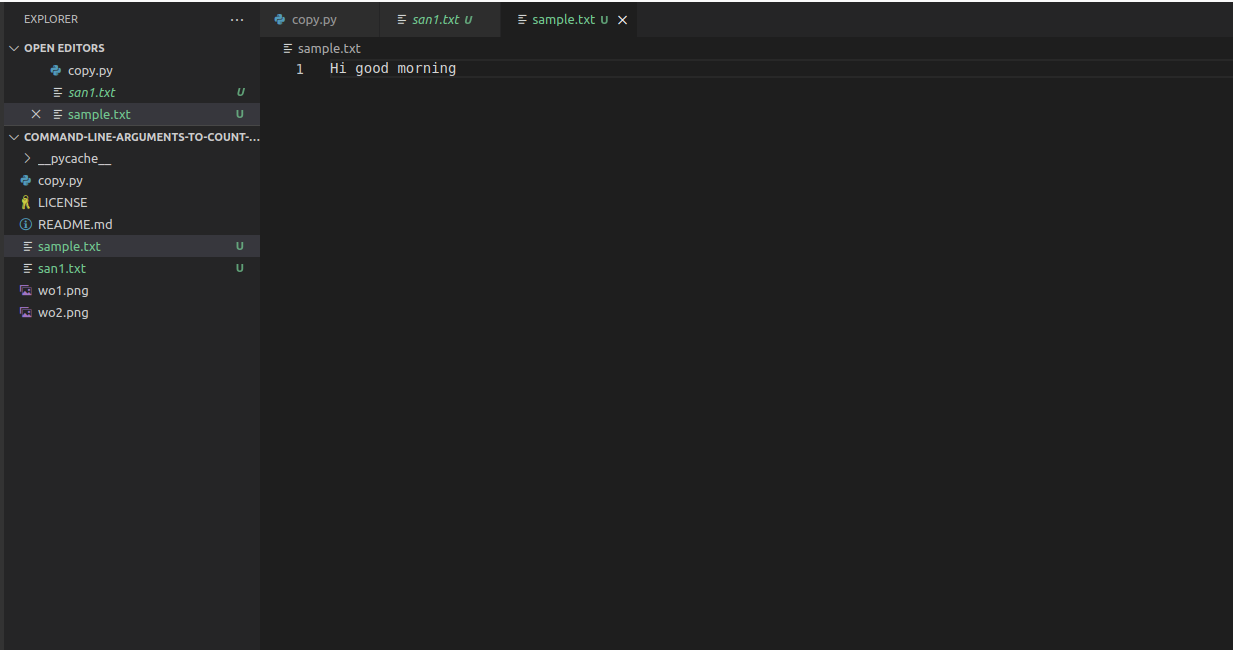 EXPLORER ...
OPEN EDITORS
copy.py
san1.txt U
sample.txt U
COMMAND-LINE-ARGUMENTS-TO-COUNT-...
__pycache__
copy.py
LICENSE
README.md
sample.txt U
san1.txt U
wo1.png
wo2.png
copy.py san1.txt U sample.txt U
sample.txt
1 Hi good morning